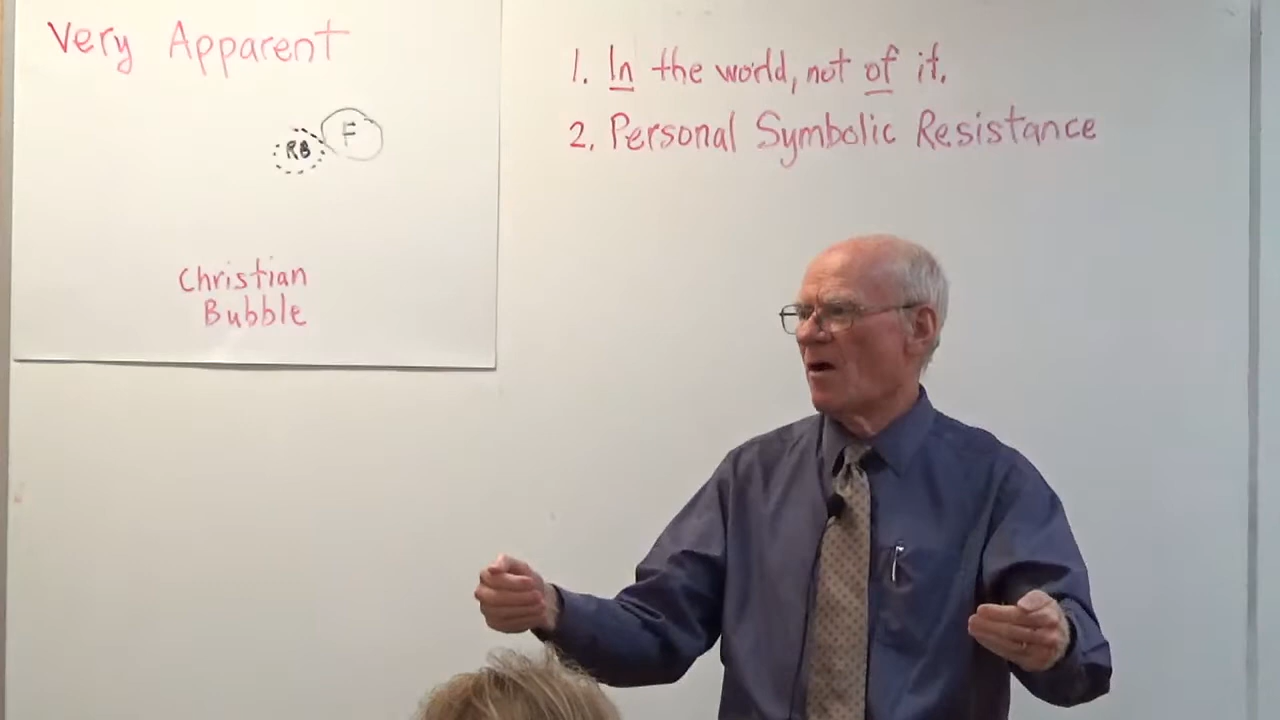 Very Apparent
RB
F
Christian
Bubble
1. In the world, not of it.
2. Personal Symbolic Resistance